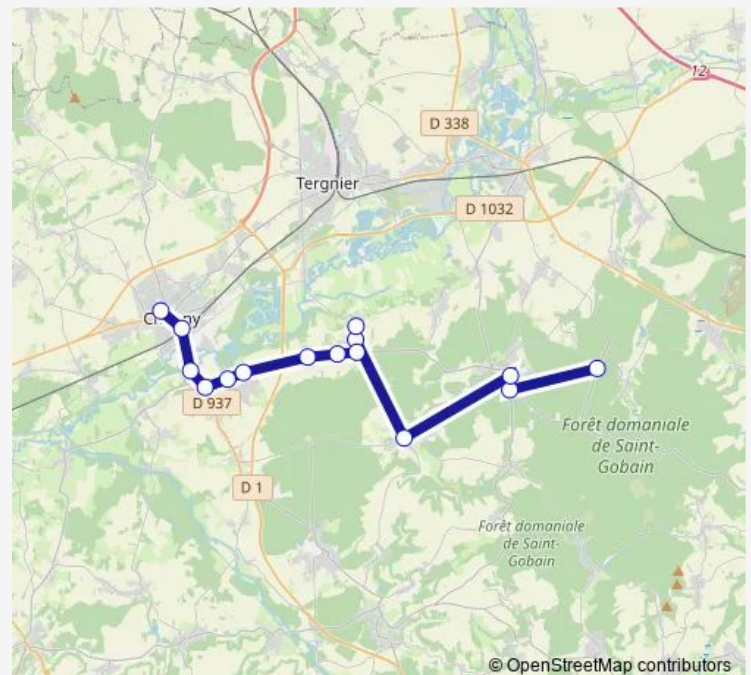 12
D 338
Tergnier
D 1032
D 937
Forêt domaniale
de Saint-
Gobain
D 1
Forêt domaniale
de Saint-
Gobain
© OpenStreetMap contributors